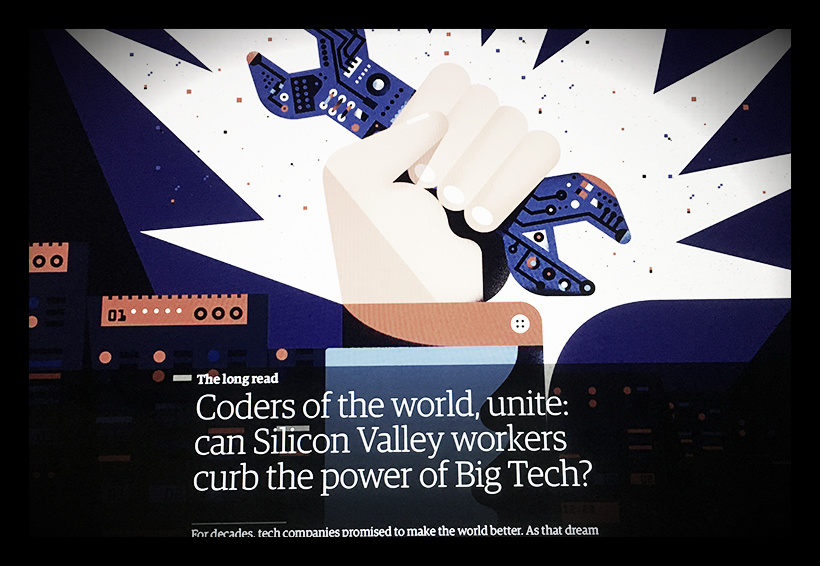 01
The long read
Coders of the world, unite:
can Silicon Valley workers
curb the power of Big Tech?
For decades, tech companies promised to make the world better. As that dream